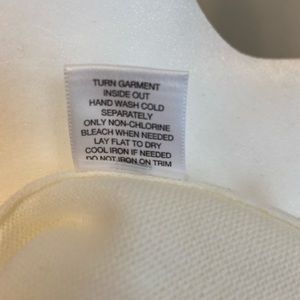 TURN GARMENT
INSIDE OUT
HAND WASH COLD
SEPARATELY
ONLY NON-CHLORINE
BLEACH WHEN NEEDED
LAY FLAT TO DRY
COOL IRON IF NEEDED
DO NOT IRON ON TRIM